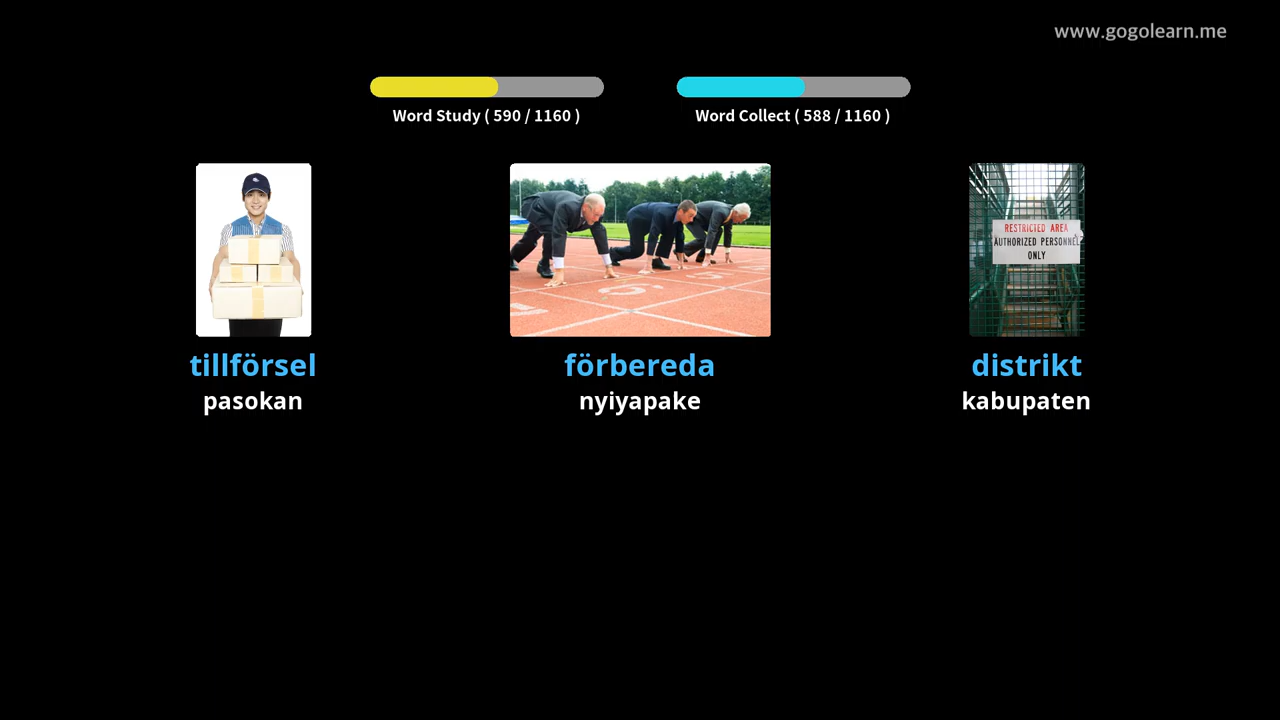 www.gogolearn.me
Word Study ( 590 / 1160 )
Word Collect ( 588 / 1160 )
RESTRICTED AREA
AUTHORIZED PERSONNEL
ONLY
tillförsel
pasokan
förbereda
nyiyapake
distrikt
kabupaten